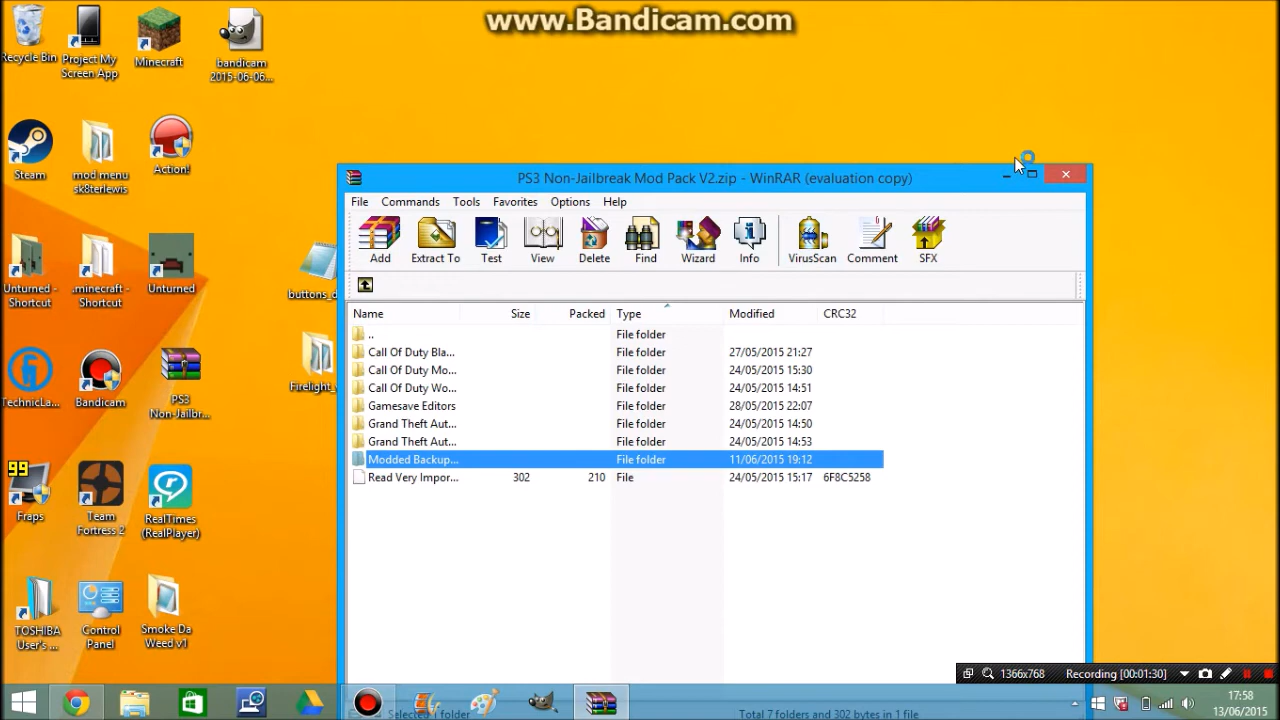 www.Bandicam.com
Recycle Bin
Project My
Screen App
Minecraft
bandicam
2015-06-06...
Steam
mod menu
sk8terlewis
Action!
Unturned -
Shortcut
.minecraft -
Shortcut
Unturned
buttons_d
TechnicLa...
Bandicam
PS3
Non-Jailbr...
Firelight_
99
Fraps
Team
Fortress 2
RealTimes
(RealPlayer)
TOSHIBA
User's ...
Control
Panel
Smoke Da
Weed v1
PS3 Non-Jailbreak Mod Pack V2.zip - WinRAR (evaluation copy)
File Commands Tools Favorites Options Help
Add Extract To Test View Delete Find Wizard Info VirusScan Comment SFX
Name Size Packed Type Modified CRC32
.. File folder
Call Of Duty Bla... File folder 27/05/2015 21:27
Call Of Duty Mo... File folder 24/05/2015 15:30
Call Of Duty Wo... File folder 24/05/2015 14:51
Gamesave Editors File folder 28/05/2015 22:07
Grand Theft Aut... File folder 24/05/2015 14:50
Grand Theft Aut... File folder 24/05/2015 14:53
Modded Backup... File folder 11/06/2015 19:12
Read Very Impor... 302 210 File 24/05/2015 15:17 6F8C5258
1366x768 Recording [00:01:30]
Selected 1 folder Total 7 folders and 302 bytes in 1 file
17:58
13/06/2015